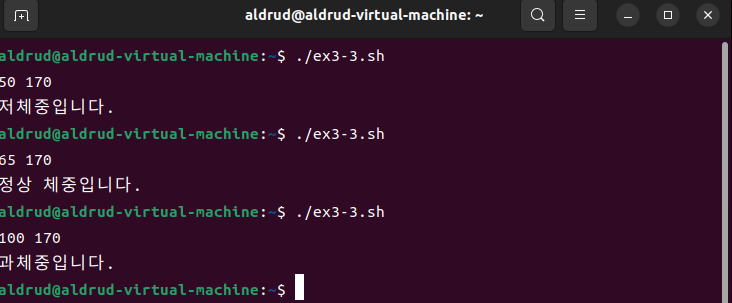 aldrud@aldrud-virtual-machine: ~
aldrud@aldrud-virtual-machine:~$ ./ex3-3.sh
50 170
저체중입니다.
aldrud@aldrud-virtual-machine:~$ ./ex3-3.sh
65 170
정상 체중입니다.
aldrud@aldrud-virtual-machine:~$ ./ex3-3.sh
100 170
과체중입니다.
aldrud@aldrud-virtual-machine:~$